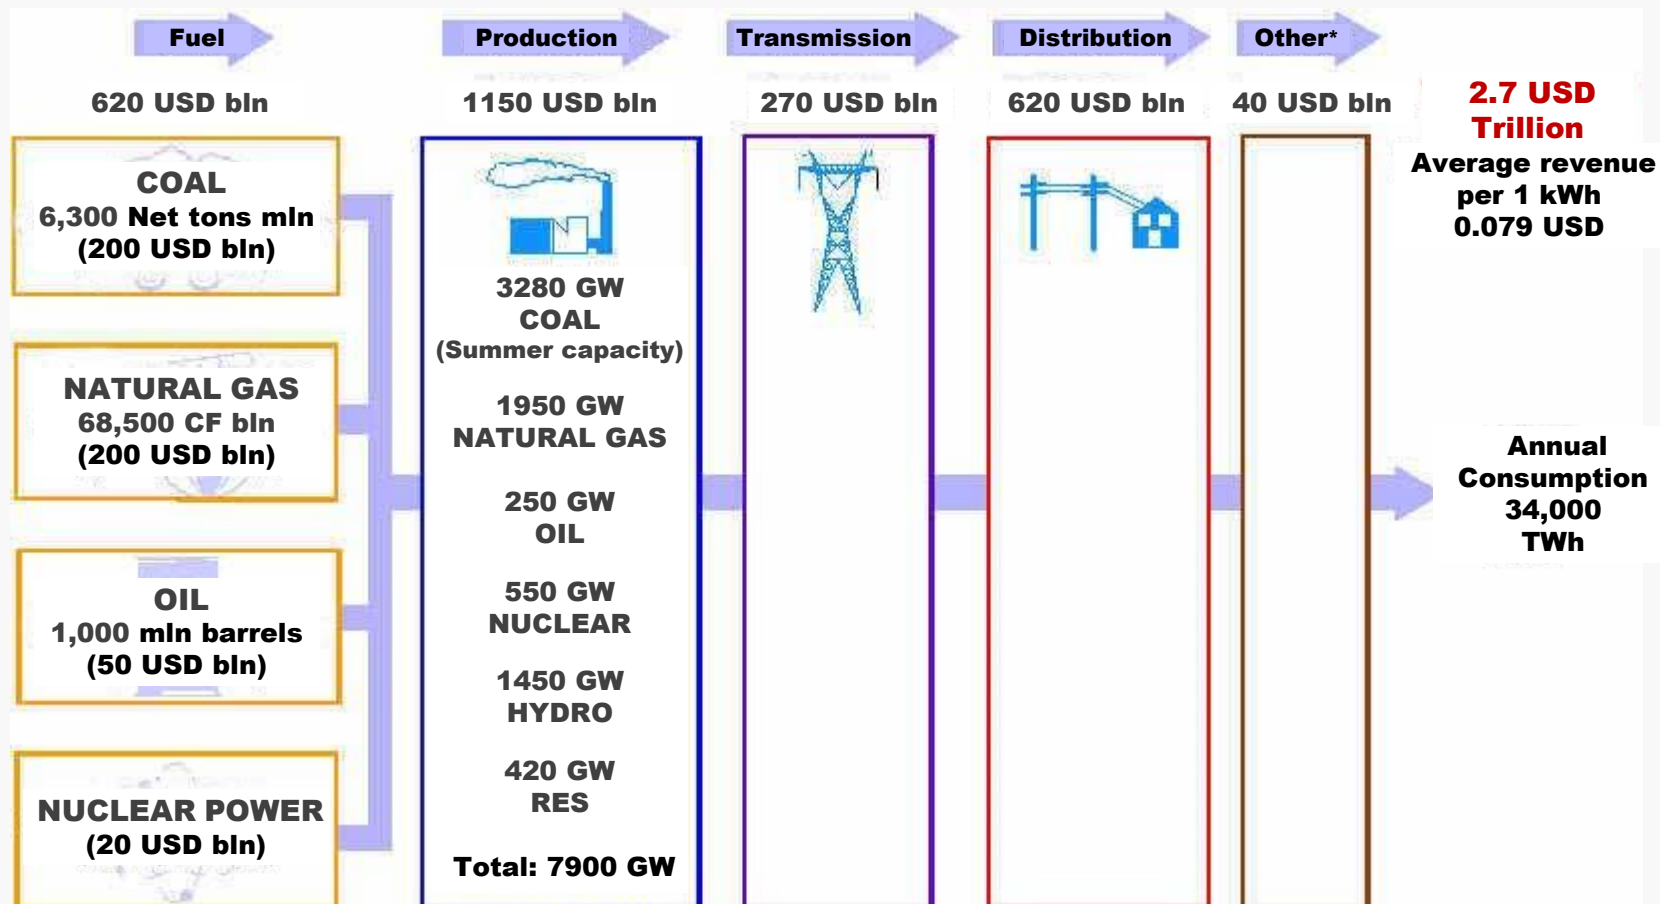 Fuel
Production
Transmission
Distribution
Other*
620 USD bln
1150 USD bln
270 USD bln
620 USD bln
40 USD bln
2.7 USD
Trillion
Average revenue
per 1 kWh
0.079 USD
COAL
6,300 Net tons mln
(200 USD bln)
NATURAL GAS
68,500 CF bln
(200 USD bln)
OIL
1,000 mln barrels
(50 USD bln)
NUCLEAR POWER
(20 USD bln)
3280 GW
COAL
(Summer capacity)
1950 GW
NATURAL GAS
250 GW
OIL
550 GW
NUCLEAR
1450 GW
HYDRO
420 GW
RES
Total: 7900 GW
Annual
Consumption
34,000
TWh